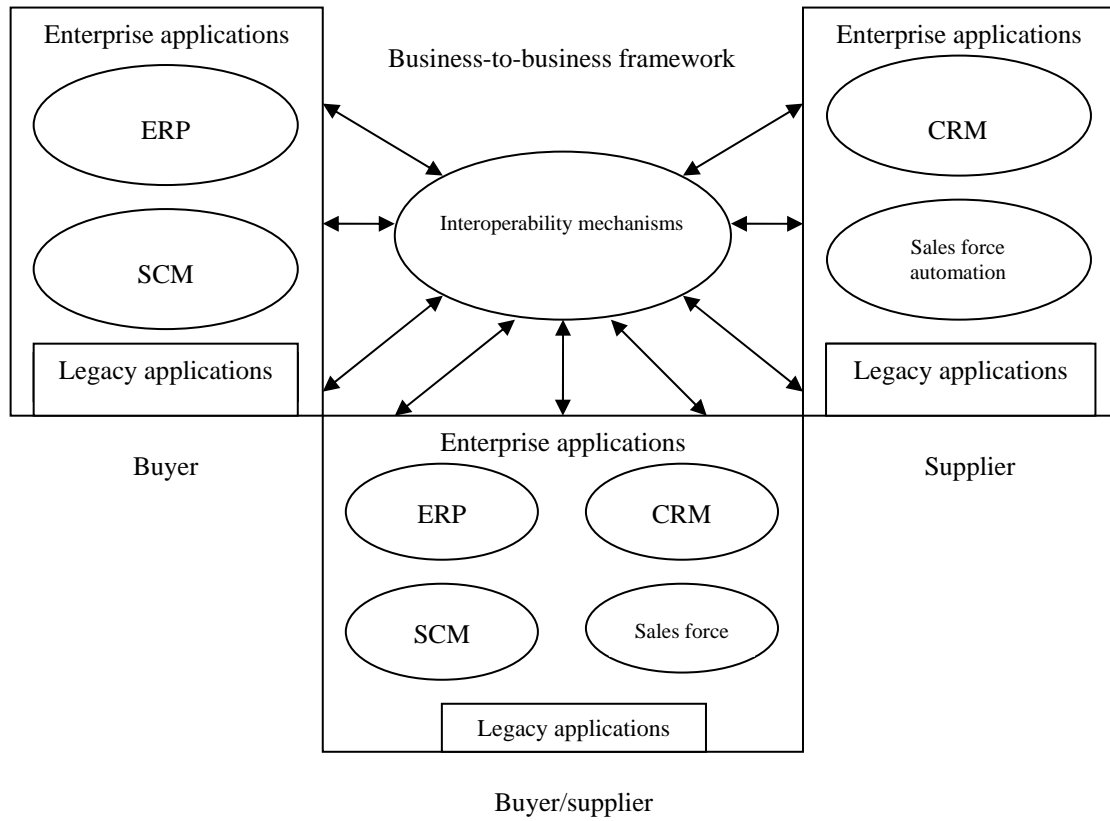 Enterprise applications
ERP
SCM
Legacy applications
Buyer
Business-to-business framework
Interoperability mechanisms
Enterprise applications
CRM
Sales force
automation
Legacy applications
Supplier
Enterprise applications
ERP
CRM
SCM
Sales force
Legacy applications
Buyer/supplier